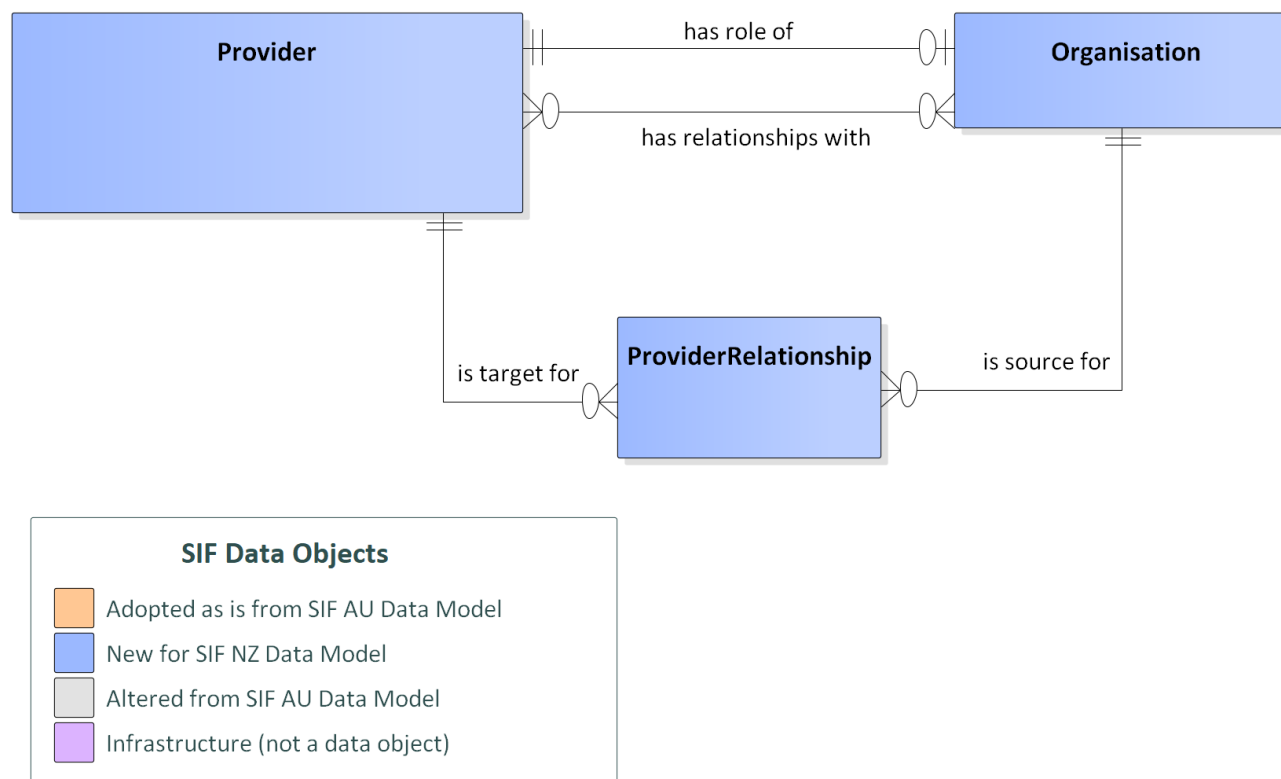 Provider
has role of
Organisation
has relationships with
ProviderRelationship
is target for
is source for
SIF Data Objects
Adopted as is from SIF AU Data Model
New for SIF NZ Data Model
Altered from SIF AU Data Model
Infrastructure (not a data object)